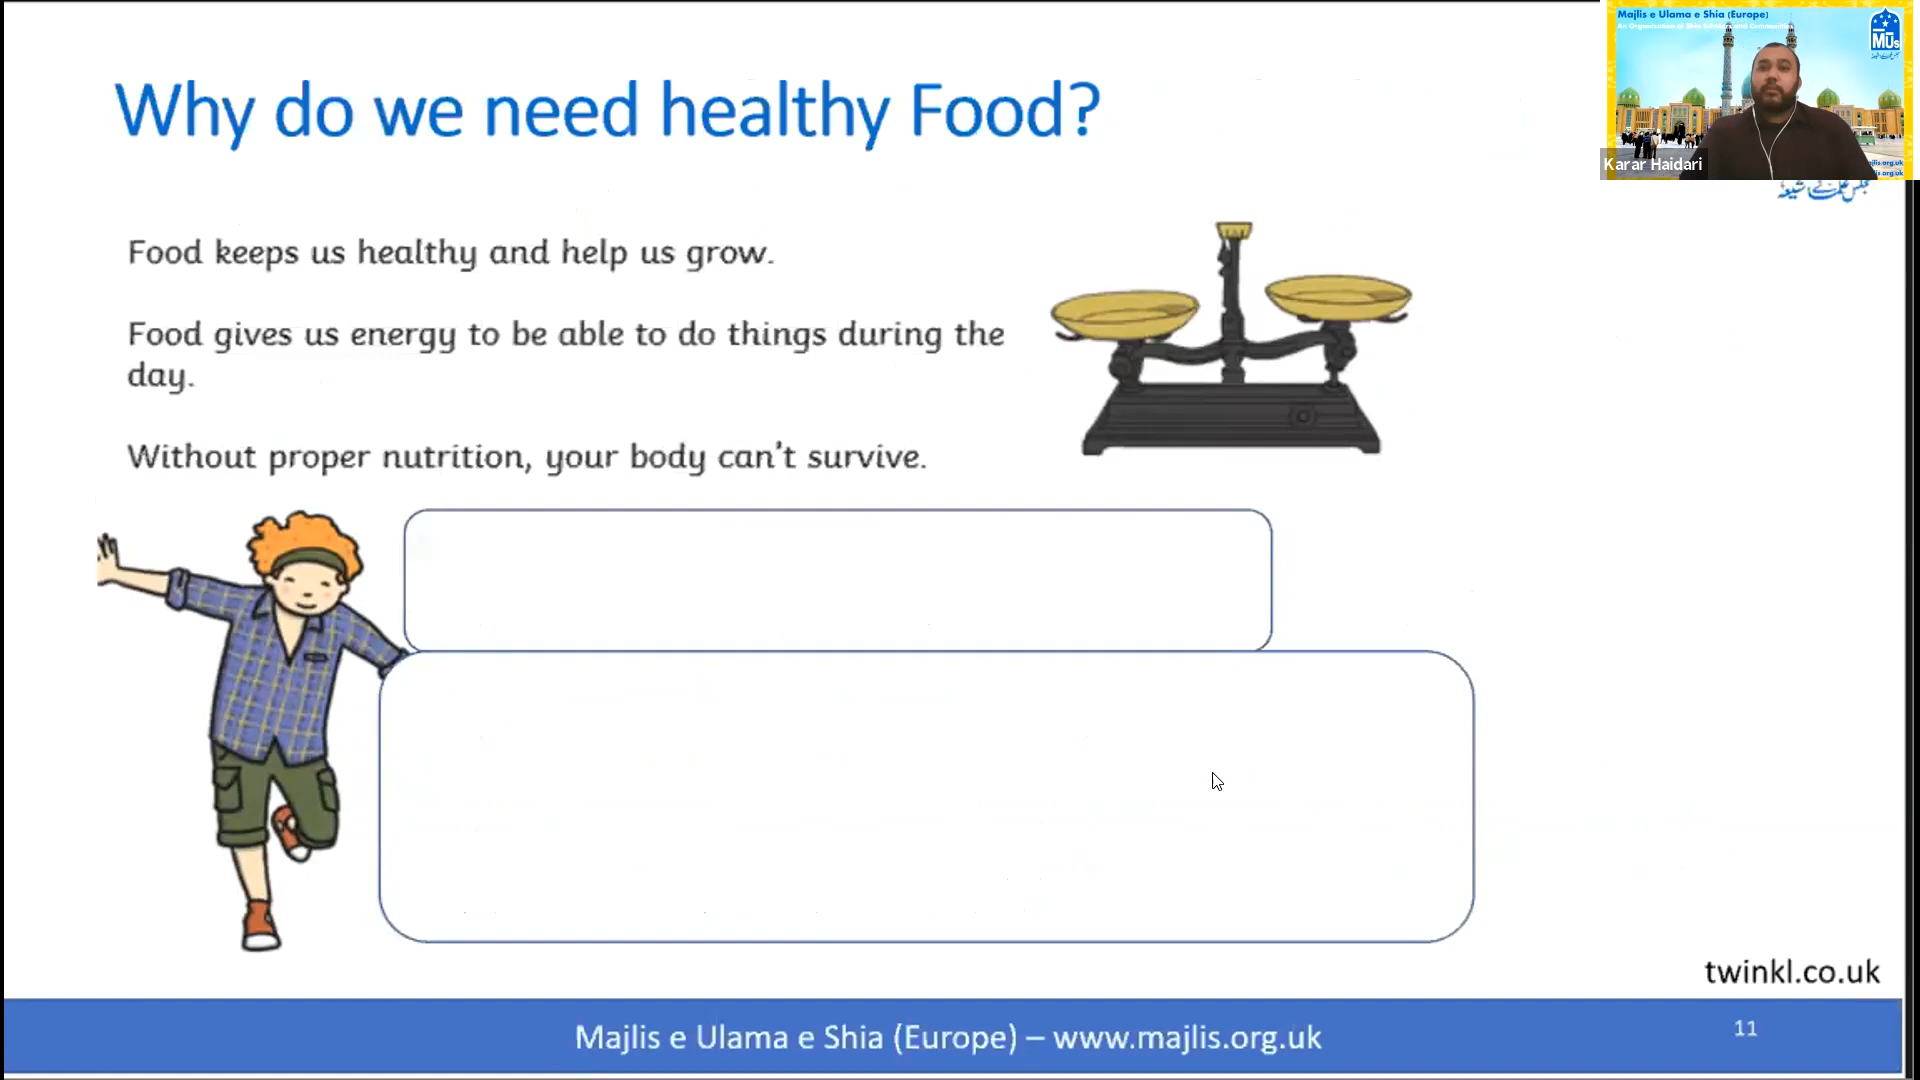 Why do we need healthy Food?
Majlis e Ulama e Shia (Europe)
MUS
Karar Haidari
Food keeps us healthy and help us grow.
Food gives us energy to be able to do things during the
day.
Without proper nutrition, your body can't survive.
twinkl.co.uk
Majlis e Ulama e Shia (Europe) – www.majlis.org.uk
11